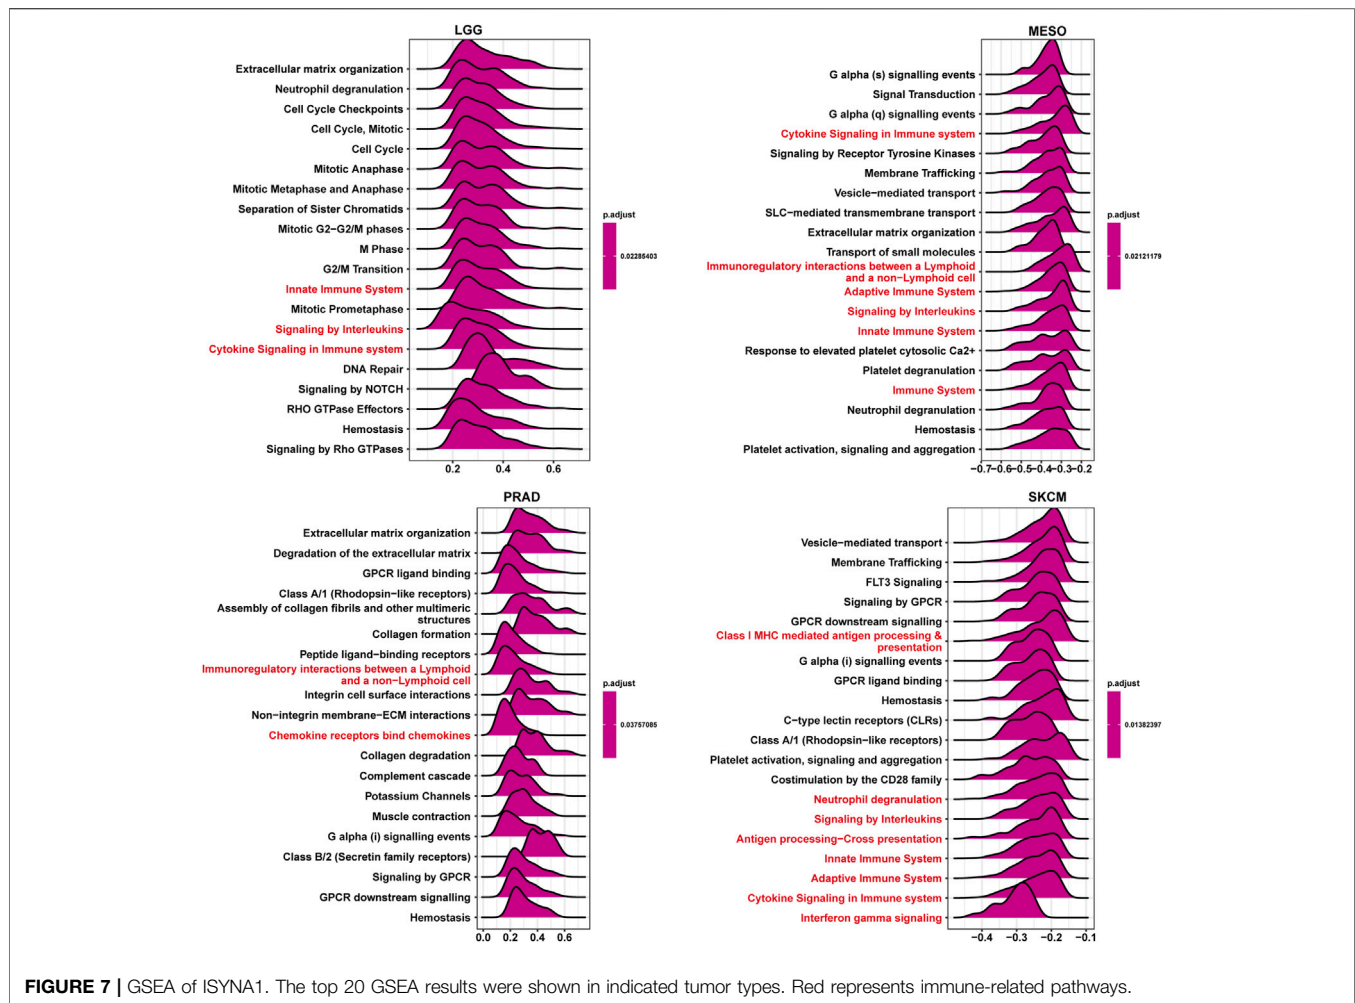 LGG
Extracellular matrix organization
Neutrophil degranulation
Cell Cycle Checkpoints
Cell Cycle, Mitotic
Cell Cycle
Mitotic Anaphase
Mitotic Metaphase and Anaphase
Separation of Sister Chromatids
Mitotic G2−G2/M phases
M Phase
G2/M Transition
Innate Immune System
Mitotic Prometaphase
Signaling by Interleukins
Cytokine Signaling in Immune system
DNA Repair
Signaling by NOTCH
RHO GTPase Effectors
Hemostasis
Signaling by Rho GTPases
0.2 0.4 0.6
p.adjust
0.02285403
MESO
G alpha (s) signalling events
Signal Transduction
G alpha (q) signalling events
Cytokine Signaling in Immune system
Signaling by Receptor Tyrosine Kinases
Membrane Trafficking
Vesicle−mediated transport
SLC−mediated transmembrane transport
Extracellular matrix organization
Transport of small molecules
Immunoregulatory interactions between a Lymphoid
and a non−Lymphoid cell
Adaptive Immune System
Signaling by Interleukins
Innate Immune System
Response to elevated platelet cytosolic Ca2+
Platelet degranulation
Immune System
Neutrophil degranulation
Hemostasis
Platelet activation, signaling and aggregation
−0.7−0.6−0.5−0.4−0.3−0.2
p.adjust
0.02121179
PRAD
Extracellular matrix organization
Degradation of the extracellular matrix
GPCR ligand binding
Class A/1 (Rhodopsin−like receptors)
Assembly of collagen fibrils and other multimeric
structures
Collagen formation
Peptide ligand−binding receptors
Immunoregulatory interactions between a Lymphoid
and a non−Lymphoid cell
Integrin cell surface interactions
Non−integrin membrane−ECM interactions
Chemokine receptors bind chemokines
Collagen degradation
Complement cascade
Potassium Channels
Muscle contraction
G alpha (i) signalling events
Class B/2 (Secretin family receptors)
Signaling by GPCR
GPCR downstream signalling
Hemostasis
0.0 0.2 0.4 0.6
p.adjust
0.03757085
SKCM
Vesicle−mediated transport
Membrane Trafficking
FLT3 Signaling
Signaling by GPCR
GPCR downstream signalling
Class I MHC mediated antigen processing &
presentation
G alpha (i) signalling events
GPCR ligand binding
Hemostasis
C−type lectin receptors (CLRs)
Class A/1 (Rhodopsin−like receptors)
Platelet activation, signaling and aggregation
Costimulation by the CD28 family
Neutrophil degranulation
Signaling by Interleukins
Antigen processing−Cross presentation
Innate Immune System
Adaptive Immune System
Cytokine Signaling in Immune system
Interferon gamma signaling
−0.4 −0.3 −0.2 −0.1
p.adjust
0.01382397
FIGURE 7 | GSEA of ISYNA1. The top 20 GSEA results were shown in indicated tumor types. Red represents immune-related pathways.